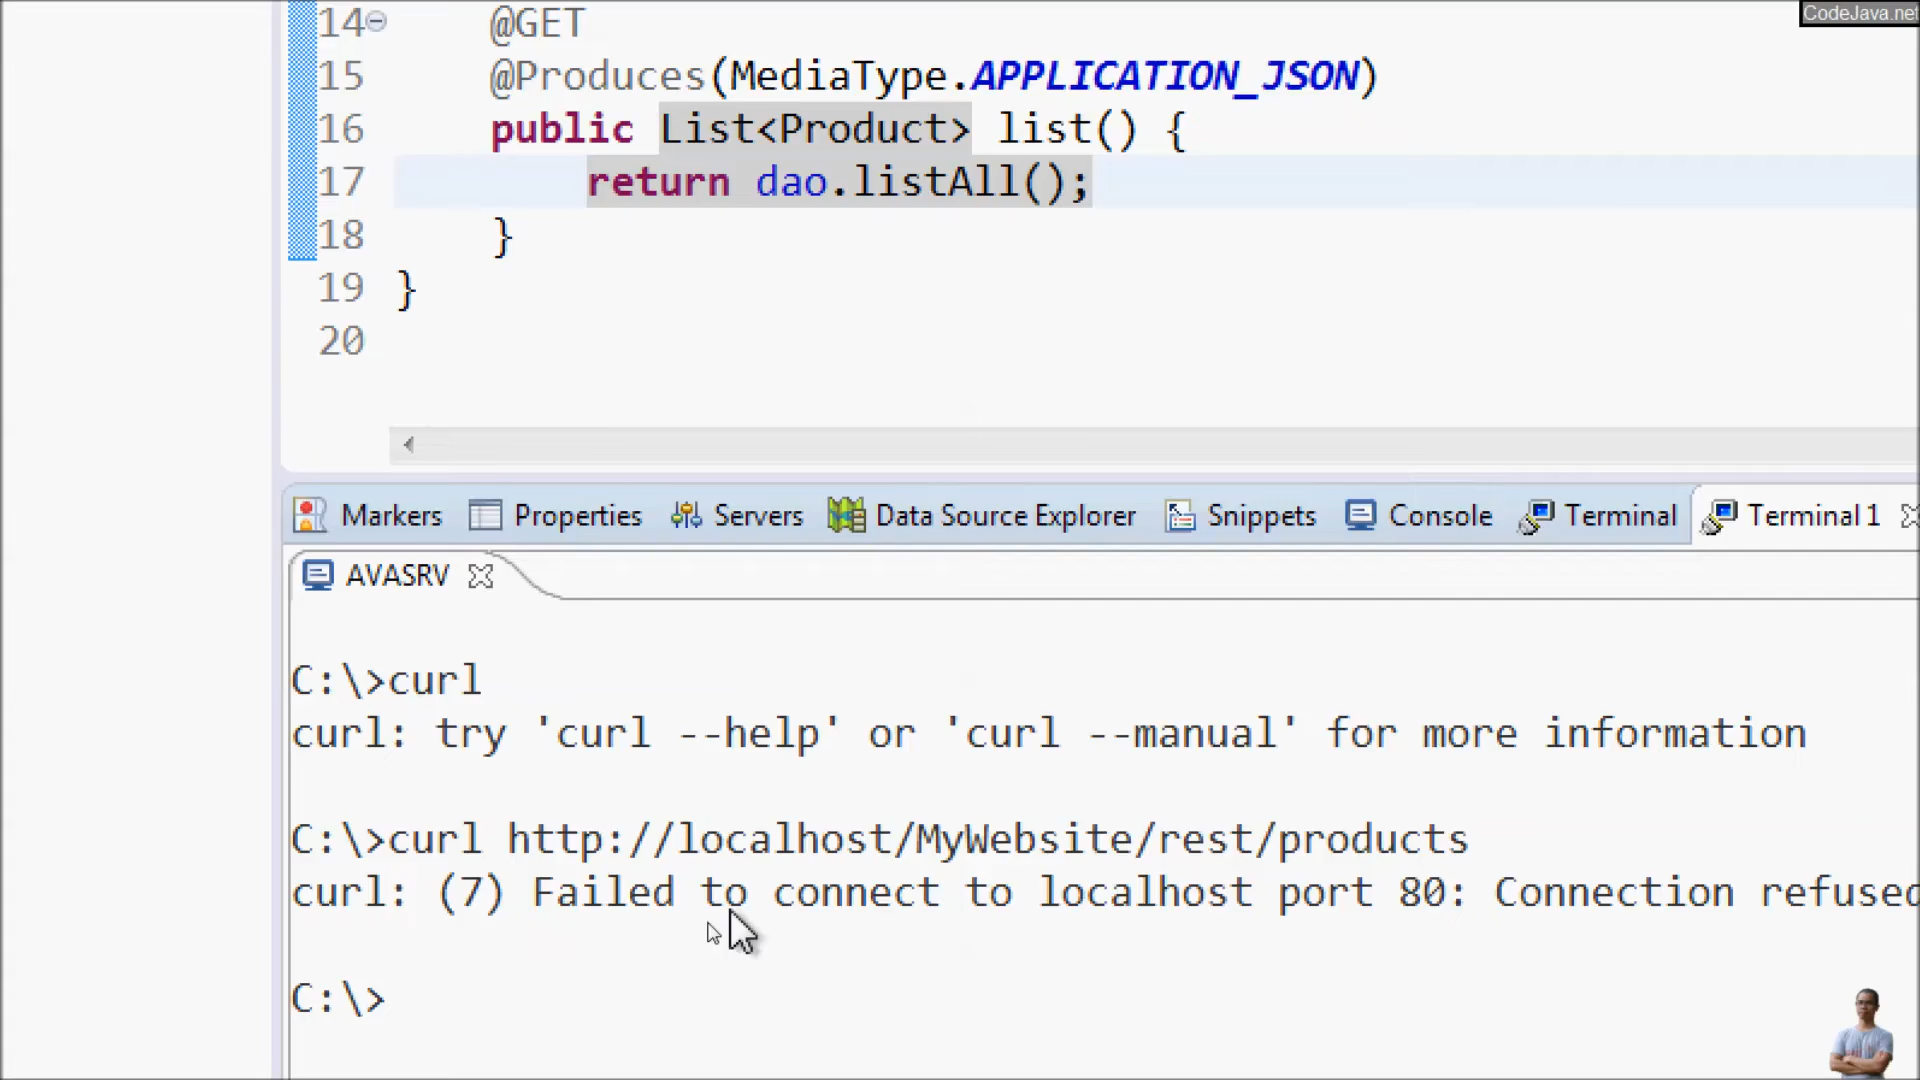 CodeJava.net
14 @GET
15 @Produces(MediaType.APPLICATION_JSON)
16 public List<Product> list() {
17 return dao.listAll();
18 }
19 }
20
Markers Properties Servers Data Source Explorer Snippets Console Terminal Terminal 1
AVASRV
C:\>curl
curl: try 'curl --help' or 'curl --manual' for more information
C:\>curl http://localhost/MyWebsite/rest/products
curl: (7) Failed to connect to localhost port 80: Connection refused
C:\>